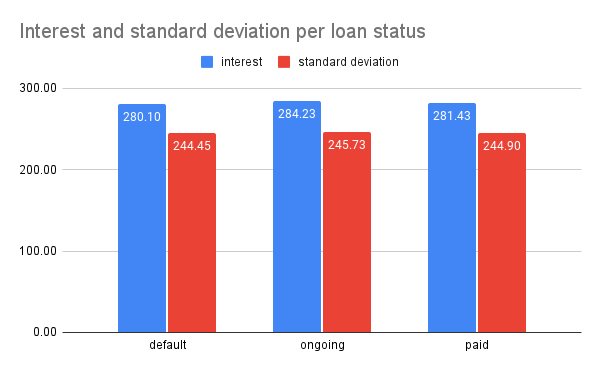 Interest and standard deviation per loan status
interest standard deviation
300.00
280.10 244.45 284.23 245.73 281.43 244.90
200.00
100.00
0.00
default ongoing paid